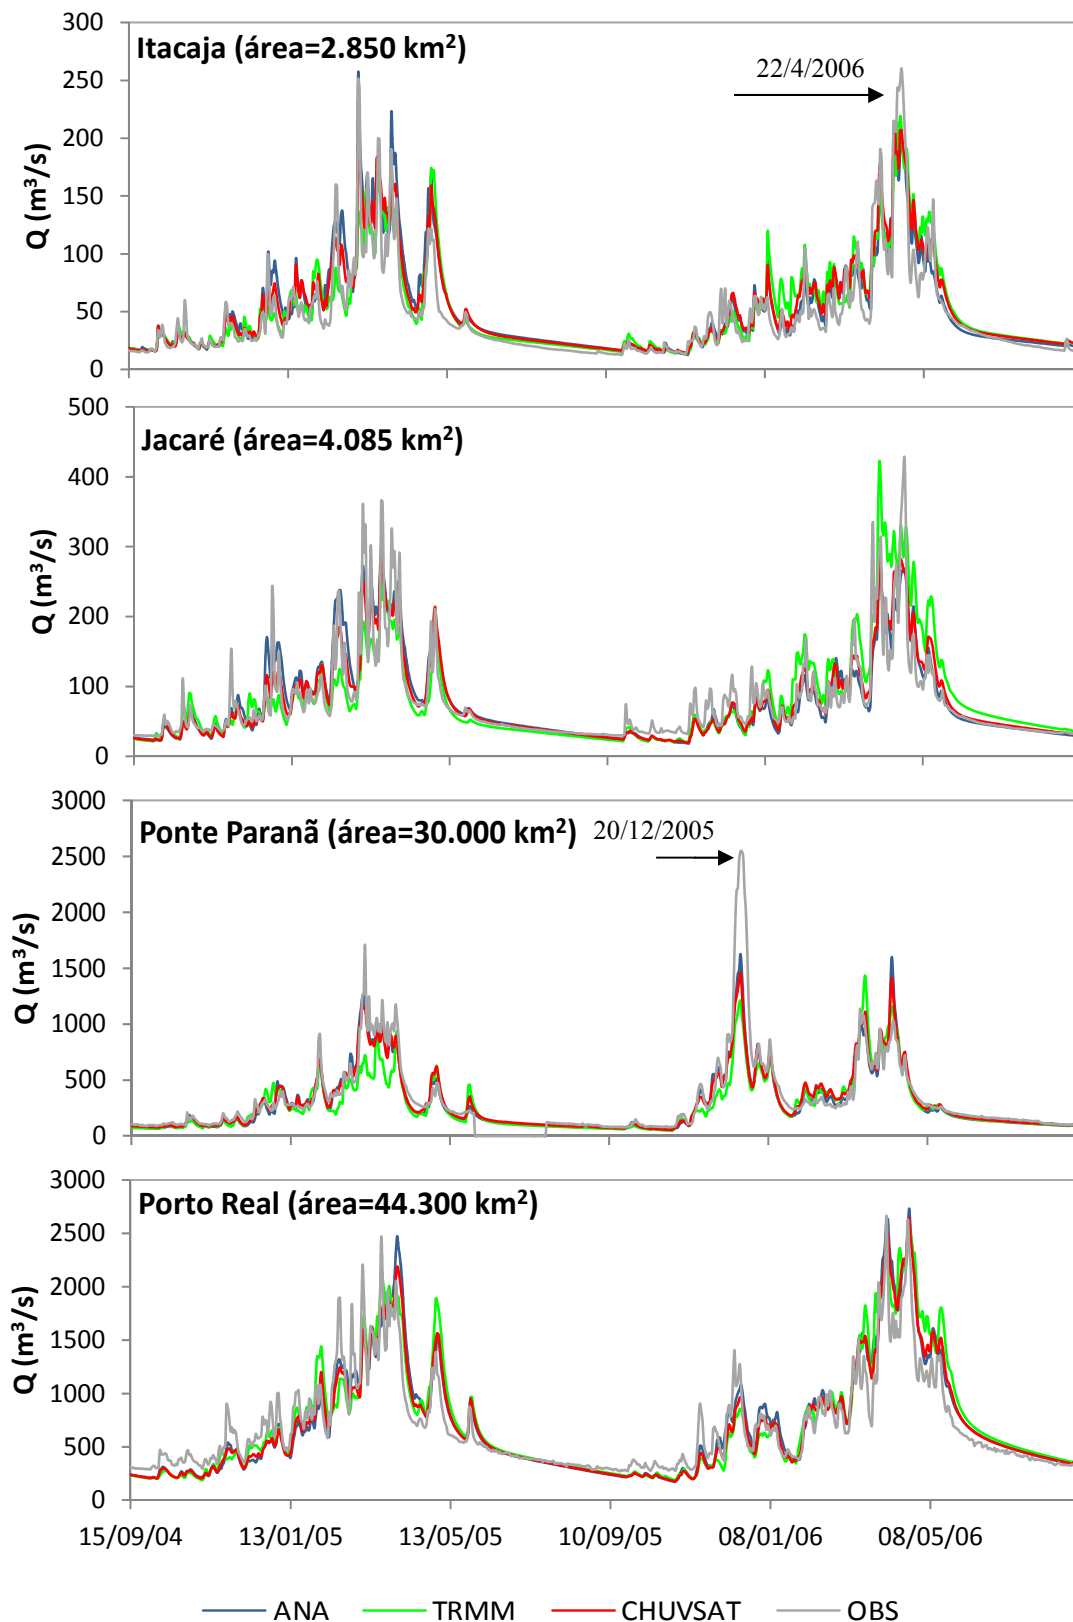 300
250
200
150
100
50
0
Q (m³/s)
Itacaja (área=2.850 km²)
22/4/2006
500
400
300
200
100
0
Q (m³/s)
Jacaré (área=4.085 km²)
3000
2500
2000
1500
1000
500
0
Q (m³/s)
Ponte Paranã (área=30.000 km²)
20/12/2005
3000
2500
2000
1500
1000
500
0
Q (m³/s)
Porto Real (área=44.300 km²)
15/09/04 13/01/05 13/05/05 10/09/05 08/01/06 08/05/06
ANA TRMM CHUVSAT OBS